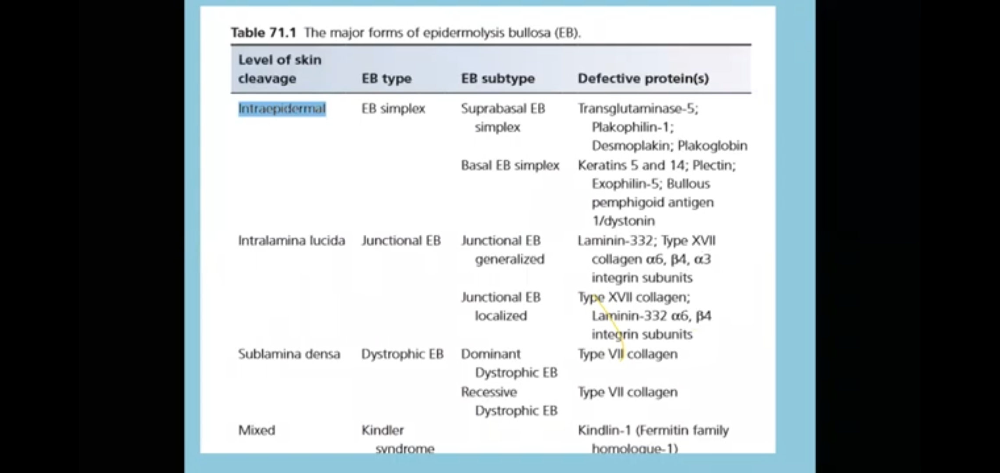 Table 71.1 The major forms of epidermolysis bullosa (EB).
Level of skin cleavage EB type EB subtype Defective protein(s)
Intraepidermal EB simplex Suprabasal EB Transglutaminase-5;
simplex Plakophilin-1;
Desmoplakin; Plakoglobin
Basal EB simplex Keratins 5 and 14; Plectin;
Exophilin-5; Bullous
pemphigoid antigen
1/dystonin
Intralamina lucida Junctional EB Junctional EB Laminin-332; Type XVII
generalized collagen α6, β4, α3
integrin subunits
Junctional EB Type XVII collagen;
localized Laminin-332 α6, β4
integrin subunits
Sublamina densa Dystrophic EB Dominant Type VII collagen
Dystrophic EB
Recessive Type VII collagen
Dystrophic EB
Mixed Kindler Kindlin-1 (Fermitin family
syndrome homologue-1)